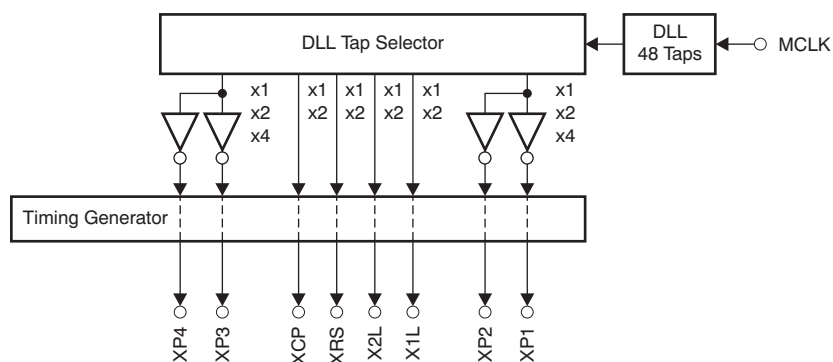 DLL Tap Selector
DLL
48 Taps
MCLK
x1
x2
x4
x1
x2
x1
x2
x1
x2
x1
x2
x1
x2
x4
Timing Generator
XP4
XP3
XCP
XRS
X2L
X1L
XP2
XP1